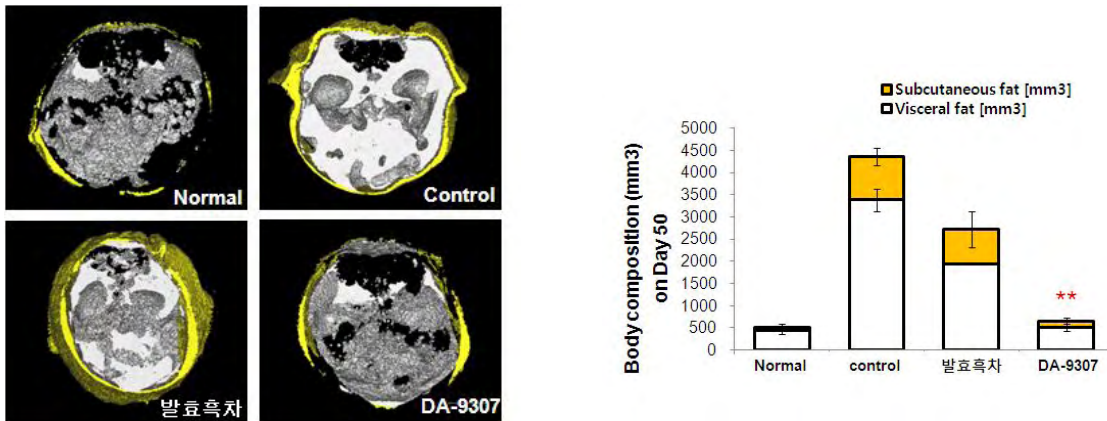 Normal
Control
발효흑차
DA-9307
Subcutaneous fat [mm3]
Visceral fat [mm3]
Body composition (mm3)
on Day 50
5000
4500
4000
3500
3000
2500
2000
1500
1000
500
0
**
Normal
control
발효흑차
DA-9307